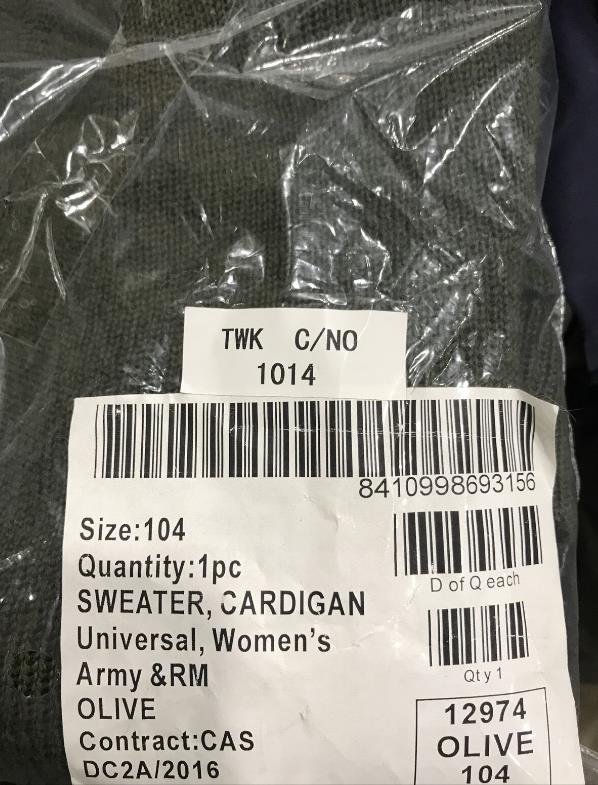 TWK C/NO
1014
8410998693156
Size:104
Quantity:1pc
SWEATER, CARDIGAN
Universal, Women's
Army &RM
OLIVE
Contract:CAS
DC2A/2016
D of Q each
Qty 1
12974
OLIVE
104